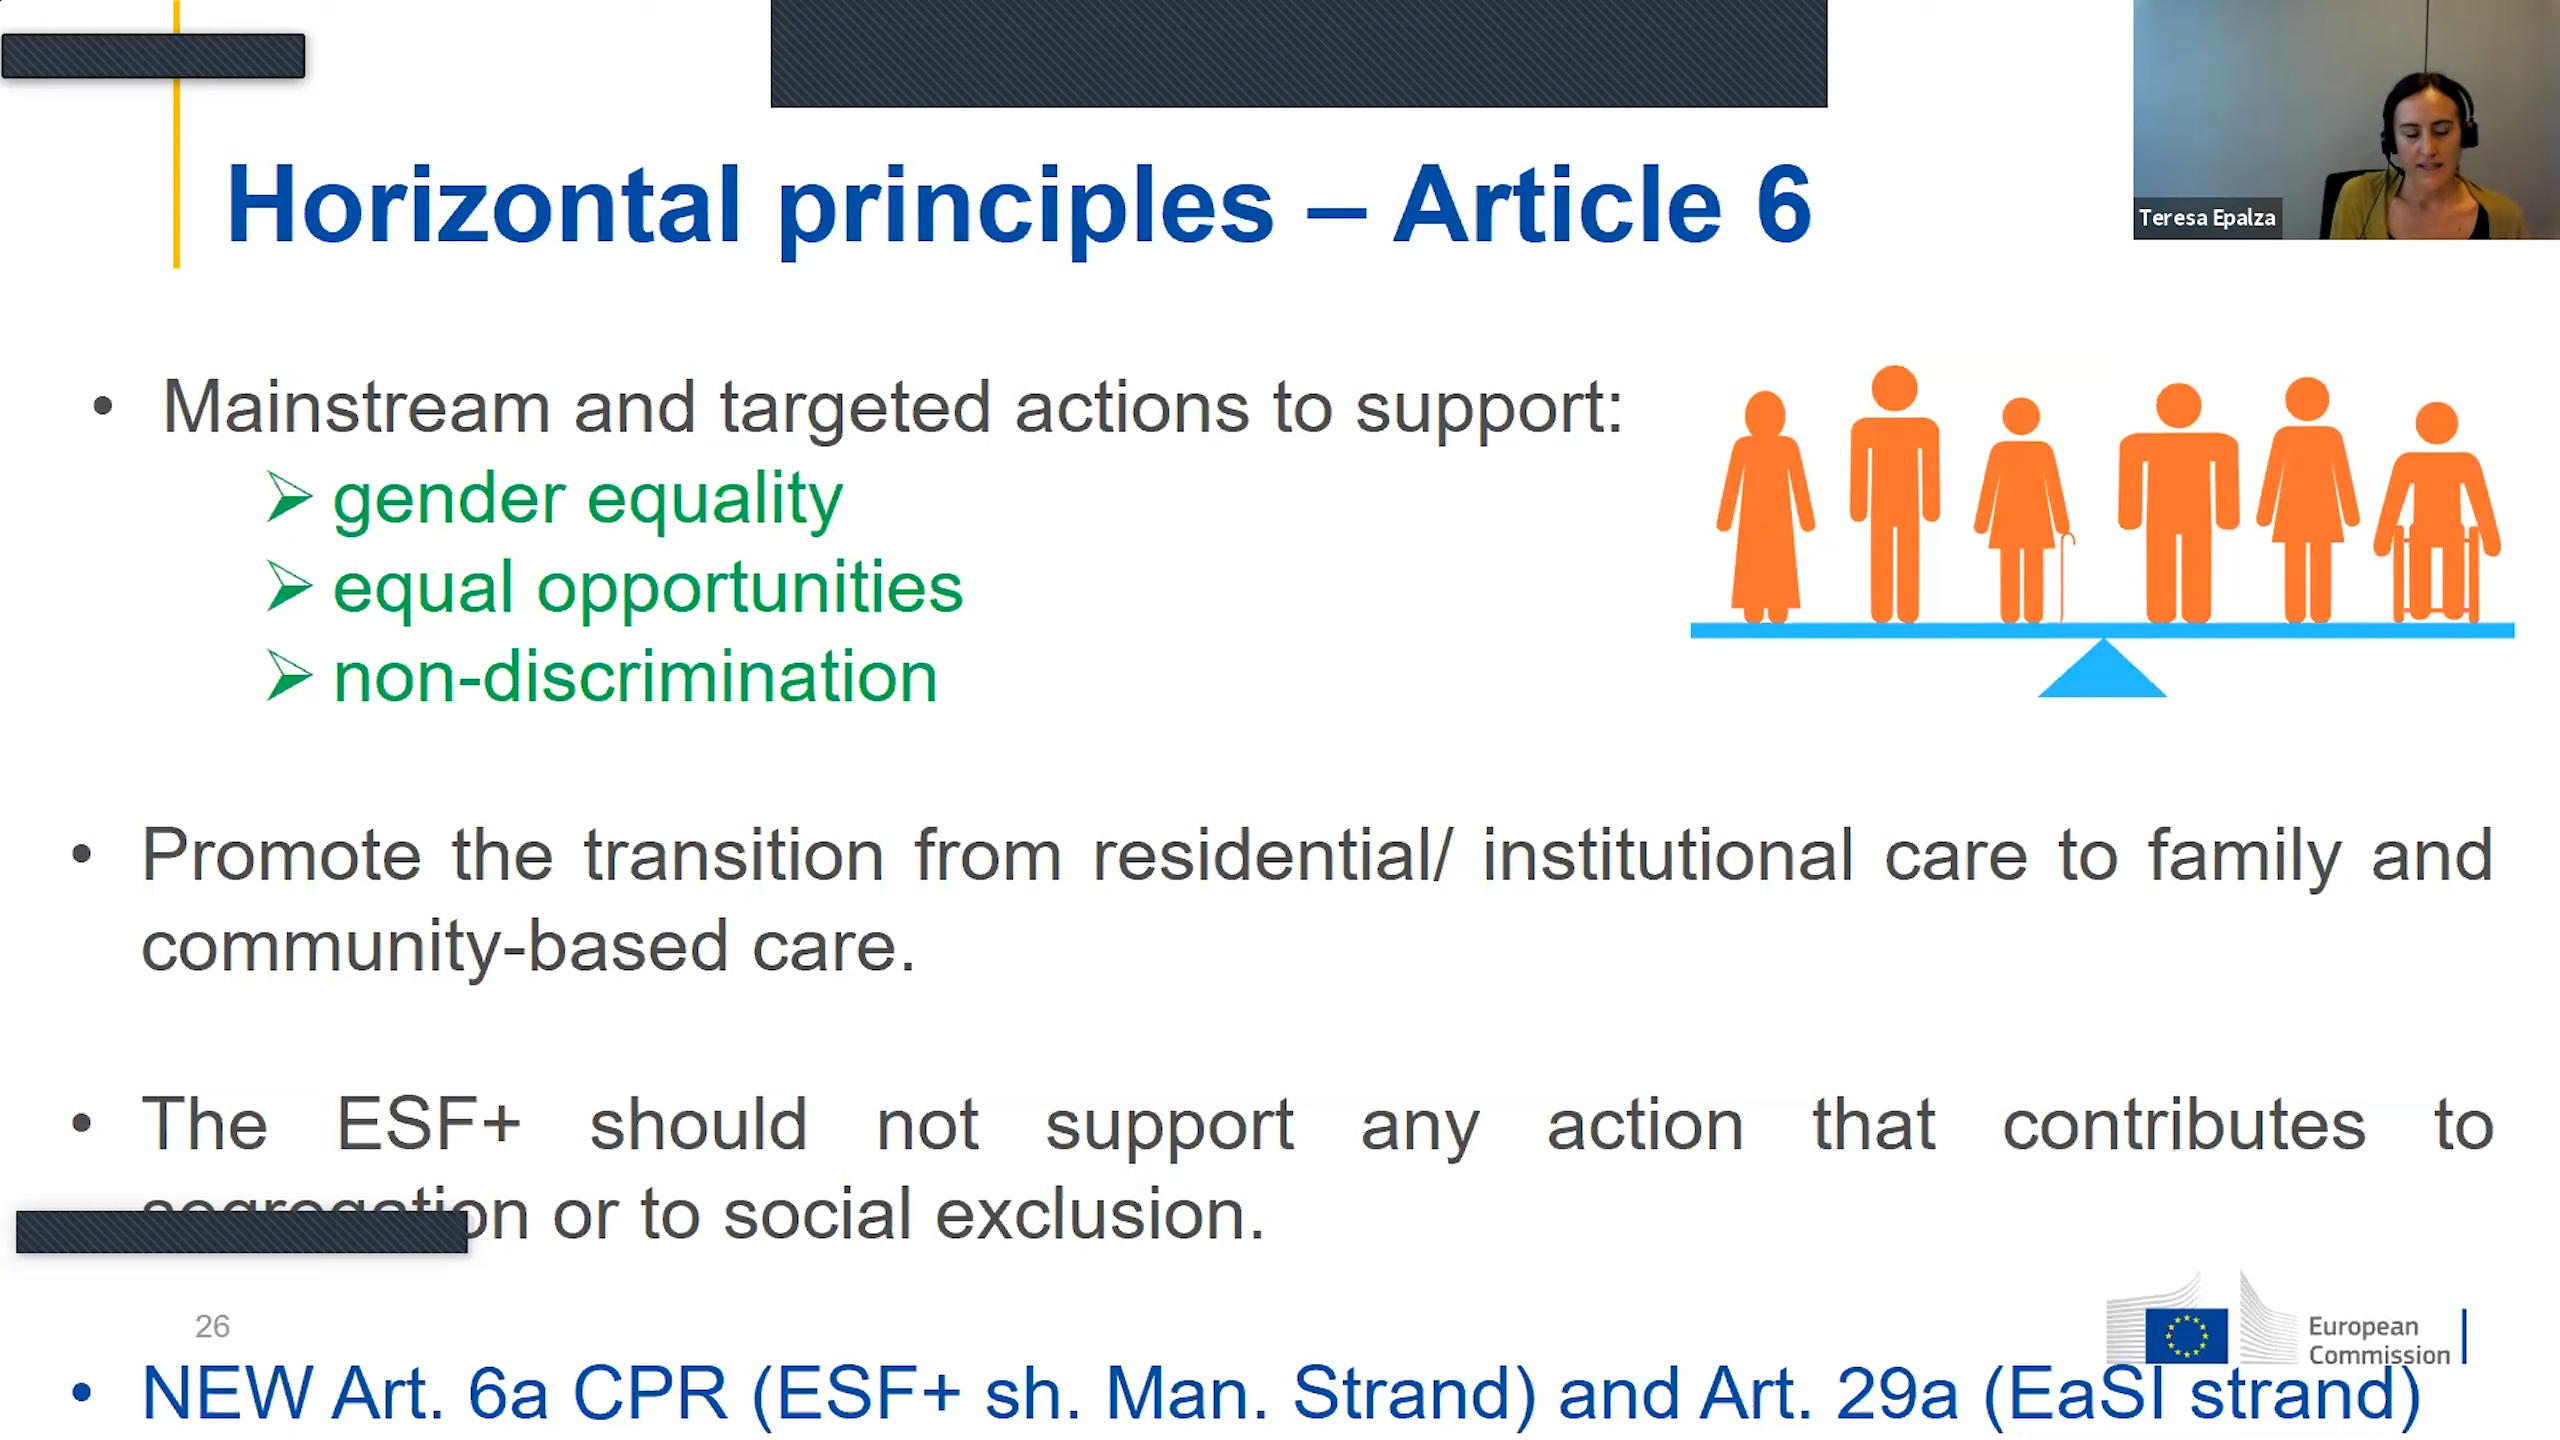 Horizontal principles – Article 6
Teresa Epalza
• Mainstream and targeted actions to support:
➢ gender equality
➢ equal opportunities
➢ non-discrimination
• Promote the transition from residential/ institutional care to family and
community-based care.
• The ESF+ should not support any action that contributes to
segregation or to social exclusion.
26
European
Commission
• NEW Art. 6a CPR (ESF+ sh. Man. Strand) and Art. 29a (EaSI strand)